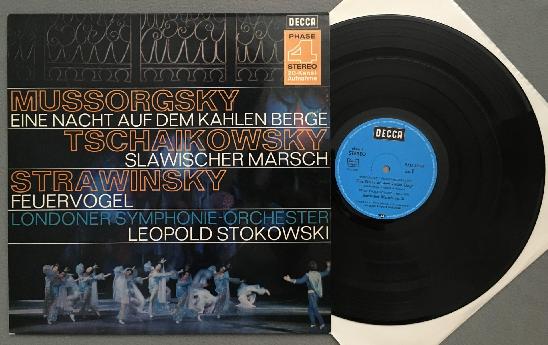 DECCA
PHASE
4
STEREO
20-Kanal
Aufnahme
MUSSORGSKY
EINE NACHT AUF DEM KAHLEN BERGE
TSCHAIKOWSKY
SLAWISCHER MARSCH
STRAWINSKY
FEUERVOGEL
LONDONER SYMPHONIE-ORCHESTER
LEOPOLD STOKOWSKI
DECCA
STEREO